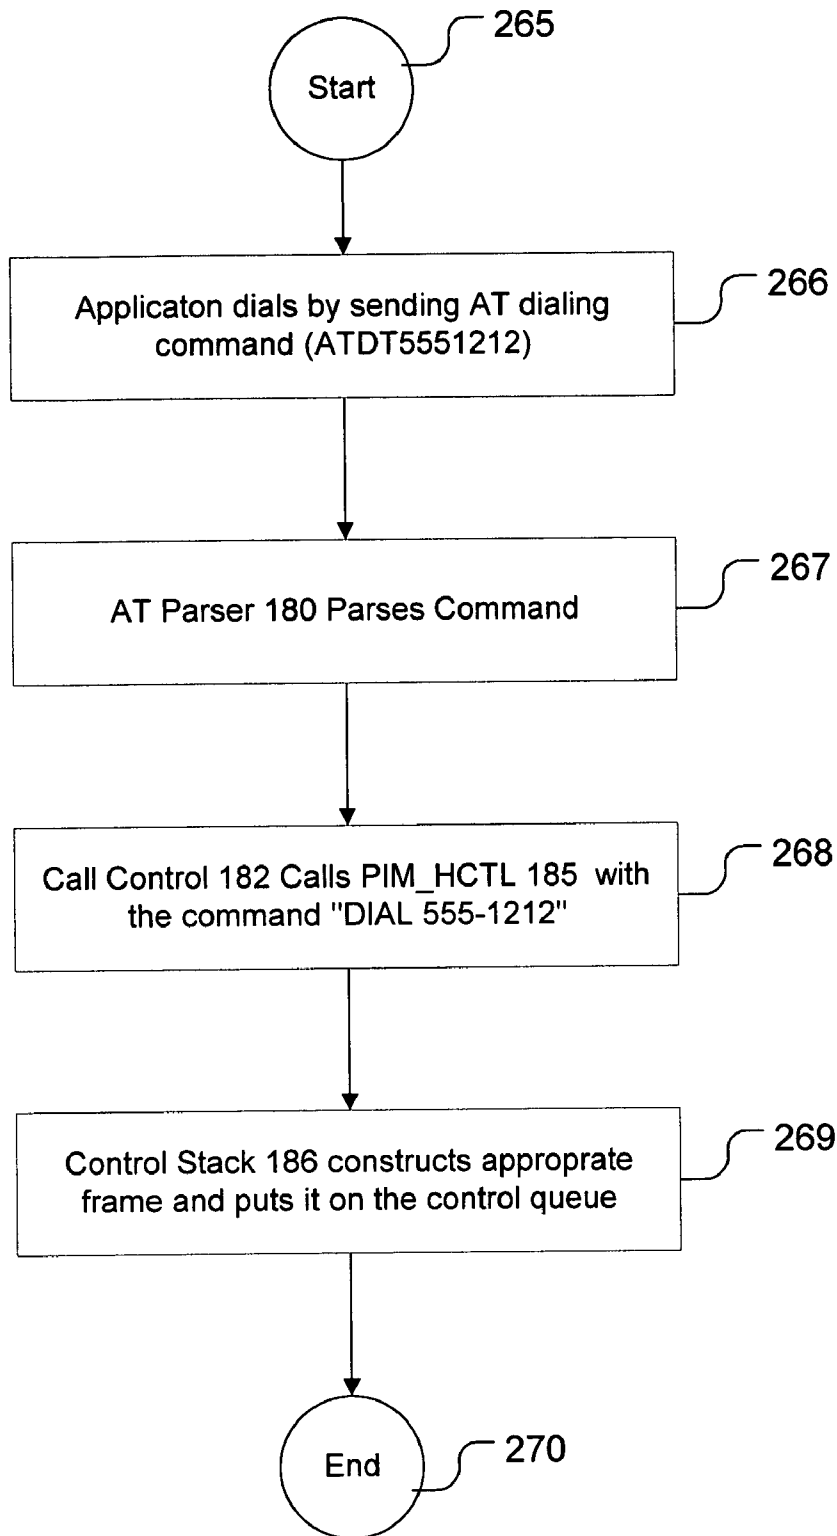 265
Start
266
Applicaton dials by sending AT dialing
command (ATDT5551212)
267
AT Parser 180 Parses Command
268
Call Control 182 Calls PIM_HCTL 185 with
the command "DIAL 555-1212"
269
Control Stack 186 constructs approprate
frame and puts it on the control queue
End
270